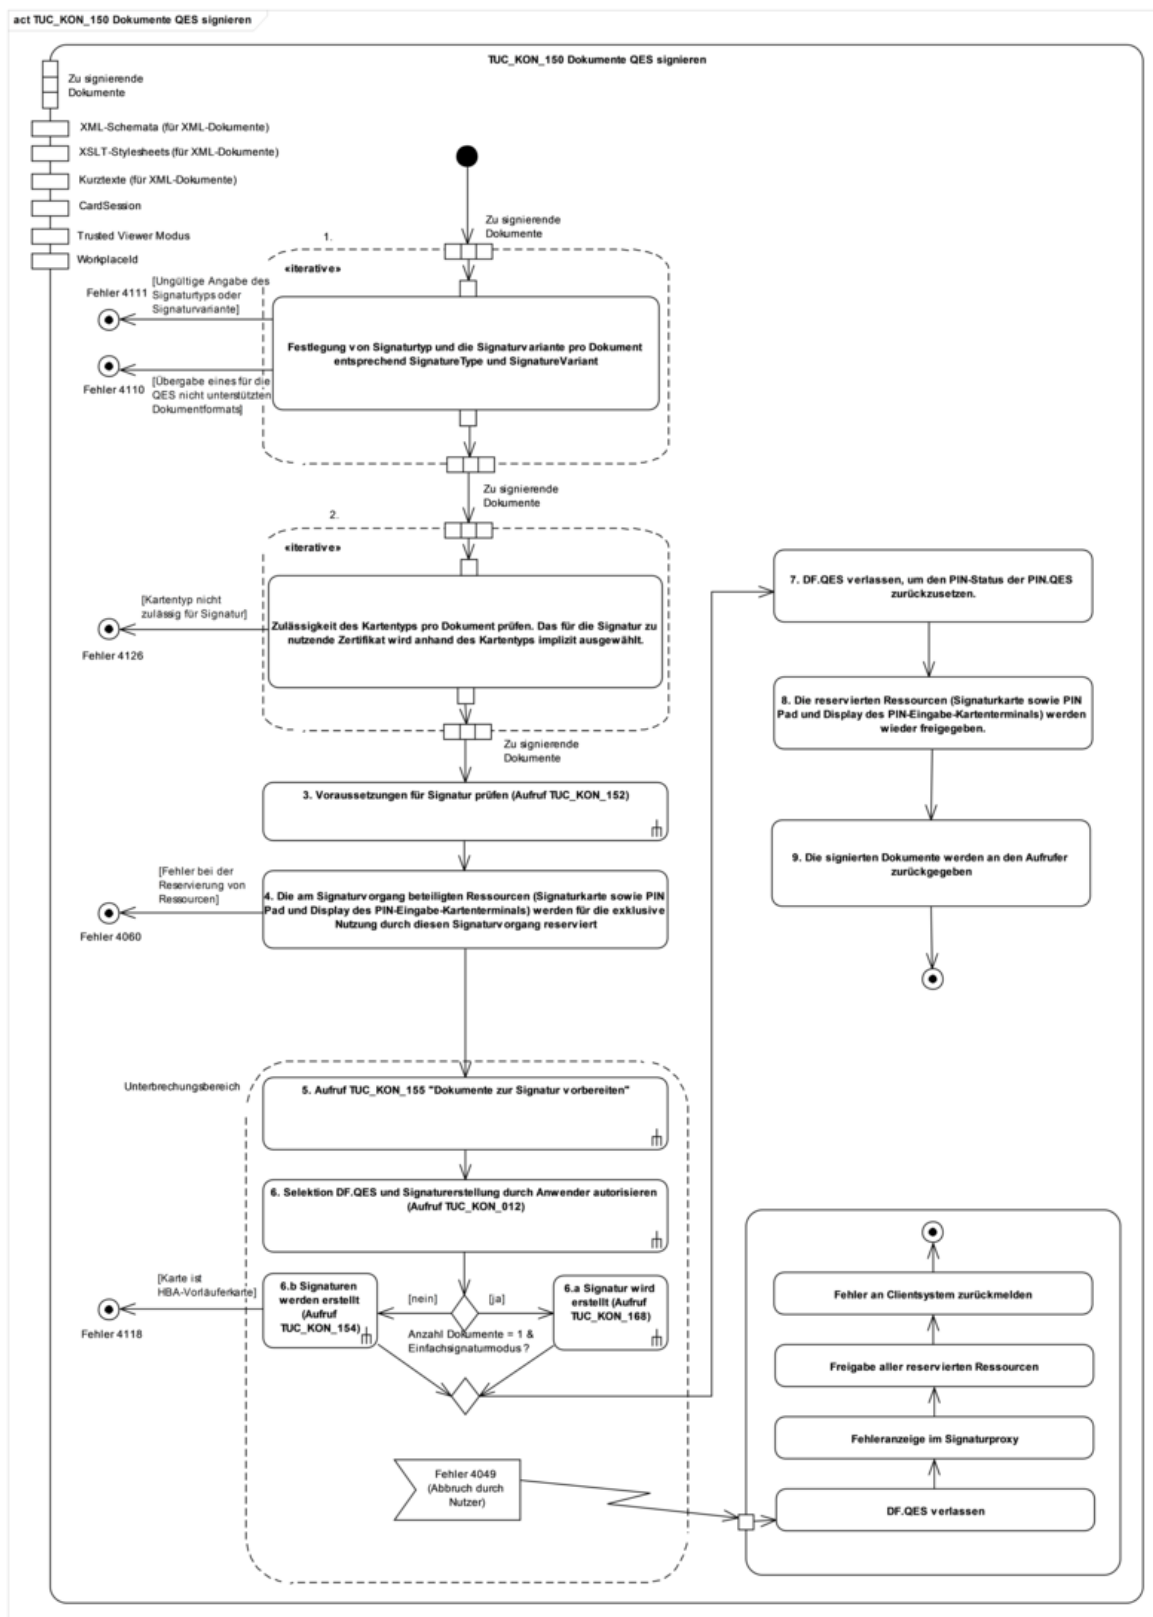 act TUC_KON_150 Dokumente QES signieren
TUC_KON_150 Dokumente QES signieren
Zu signierende
Dokumente
XML-Schemata (für XML-Dokumente)
XSLT-Stylesheets (für XML-Dokumente)
Kurztexte (für XML-Dokumente)
CardSession
Trusted Viewer Modus
WorkplaceId
Zu signierende
Dokumente
1.
«iterative»
[Ungültige Angabe des
Signaturtyps oder
Signaturvariante]
Fehler 4111
Festlegung von Signaturtyp und die Signaturvariante pro Dokument
entsprechend SignatureType und SignatureVariant
Fehler 4110
[Übergabe eines für die
QES nicht unterstützten
Dokumentformats]
Zu signierende
Dokumente
2.
«iterative»
[Kartentyp nicht
zulässig für Signatur]
Fehler 4126
Zulässigkeit des Kartentyps pro Dokument prüfen. Das für die Signatur zu
nutzende Zertifikat wird anhand des Kartentyps implizit ausgewählt.
Zu signierende
Dokumente
3. Voraussetzungen für Signatur prüfen (Aufruf TUC_KON_152)
[Fehler bei der
Reservierung von
Ressourcen]
Fehler 4060
4. Die am Signaturvorgang beteiligten Ressourcen (Signaturkarte sowie PIN
Pad und Display des PIN-Eingabe-Kartenterminals) werden für die exklusive
Nutzung durch diesen Signaturvorgang reserviert
Unterbrechungsbereich
5. Aufruf TUC_KON_155 "Dokumente zur Signatur vorbereiten"
6. Selektion DF.QES und Signaturerstellung durch Anwender autorisieren
(Aufruf TUC_KON_012)
[Karte ist
HBA-Vorläuferkarte]
Fehler 4118
6.b Signaturen
werden erstellt
(Aufruf
TUC_KON_154)
[nein]
[ja]
6.a Signatur wird
erstellt (Aufruf
TUC_KON_168)
Anzahl Dokumente = 1 &
Einfachsignaturmodus ?
Fehler 4049
(Abbruch durch
Nutzer)
7. DF.QES verlassen, um den PIN-Status der PIN.QES
zurückzusetzen.
8. Die reservierten Ressourcen (Signaturkarte sowie PIN
Pad und Display des PIN-Eingabe-Kartenterminals) werden
wieder freigegeben.
9. Die signierten Dokumente werden an den Aufrufer
zurückgegeben
Fehler an Clientsystem zurückmelden
Freigabe aller reservierten Ressourcen
Fehleranzeige im Signaturproxy
DF.QES verlassen